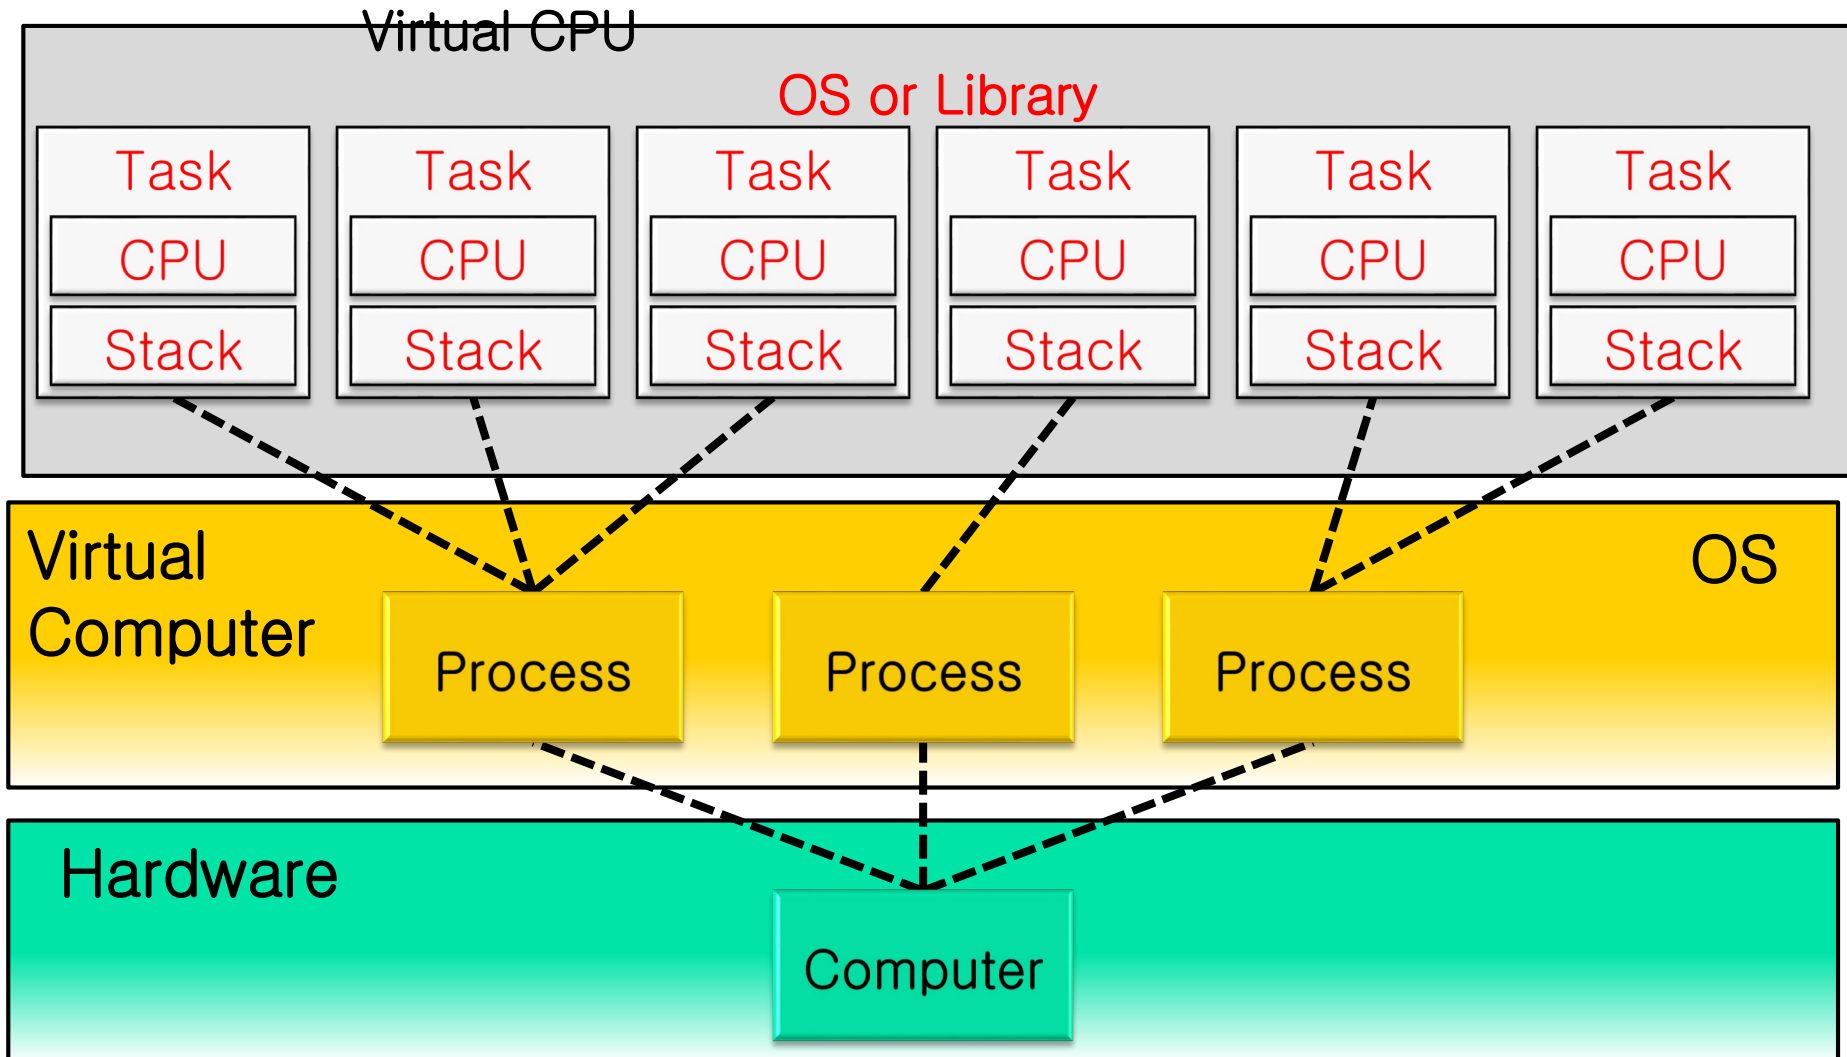 Virtual CPU
OS or Library
Task Task Task Task Task Task
CPU CPU CPU CPU CPU CPU
Stack Stack Stack Stack Stack Stack
Virtual
Computer
OS
Process Process Process
Hardware
Computer